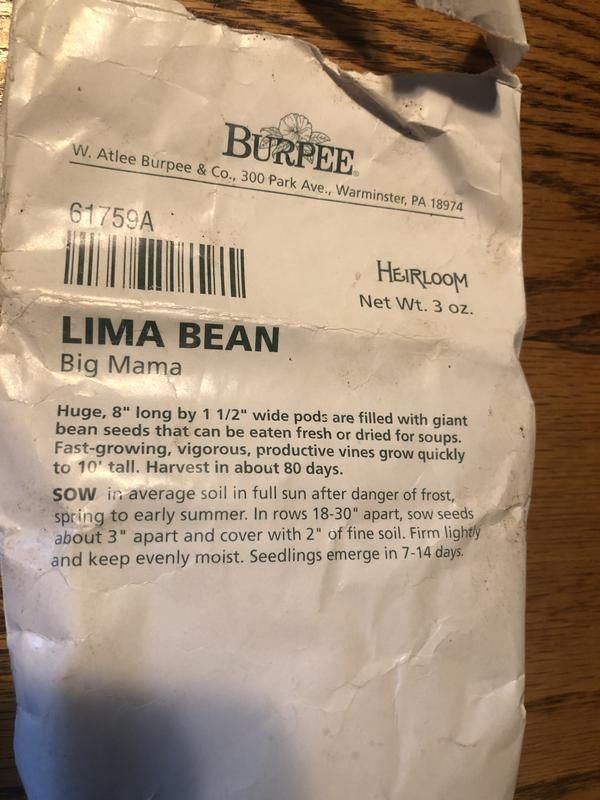 BURPEE®
W. Atlee Burpee & Co., 300 Park Ave., Warminster, PA 18974
61759A
HEIRLOOM
Net Wt. 3 oz.
LIMA BEAN
Big Mama
Huge, 8" long by 1 1/2" wide pods are filled with giant
bean seeds that can be eaten fresh or dried for soups.
Fast-growing, vigorous, productive vines grow quickly
to 10' tall. Harvest in about 80 days.
SOW in average soil in full sun after danger of frost,
spring to early summer. In rows 18-30" apart, sow seeds
about 3" apart and cover with 2" of fine soil. Firm lightly
and keep evenly moist. Seedlings emerge in 7-14 days.